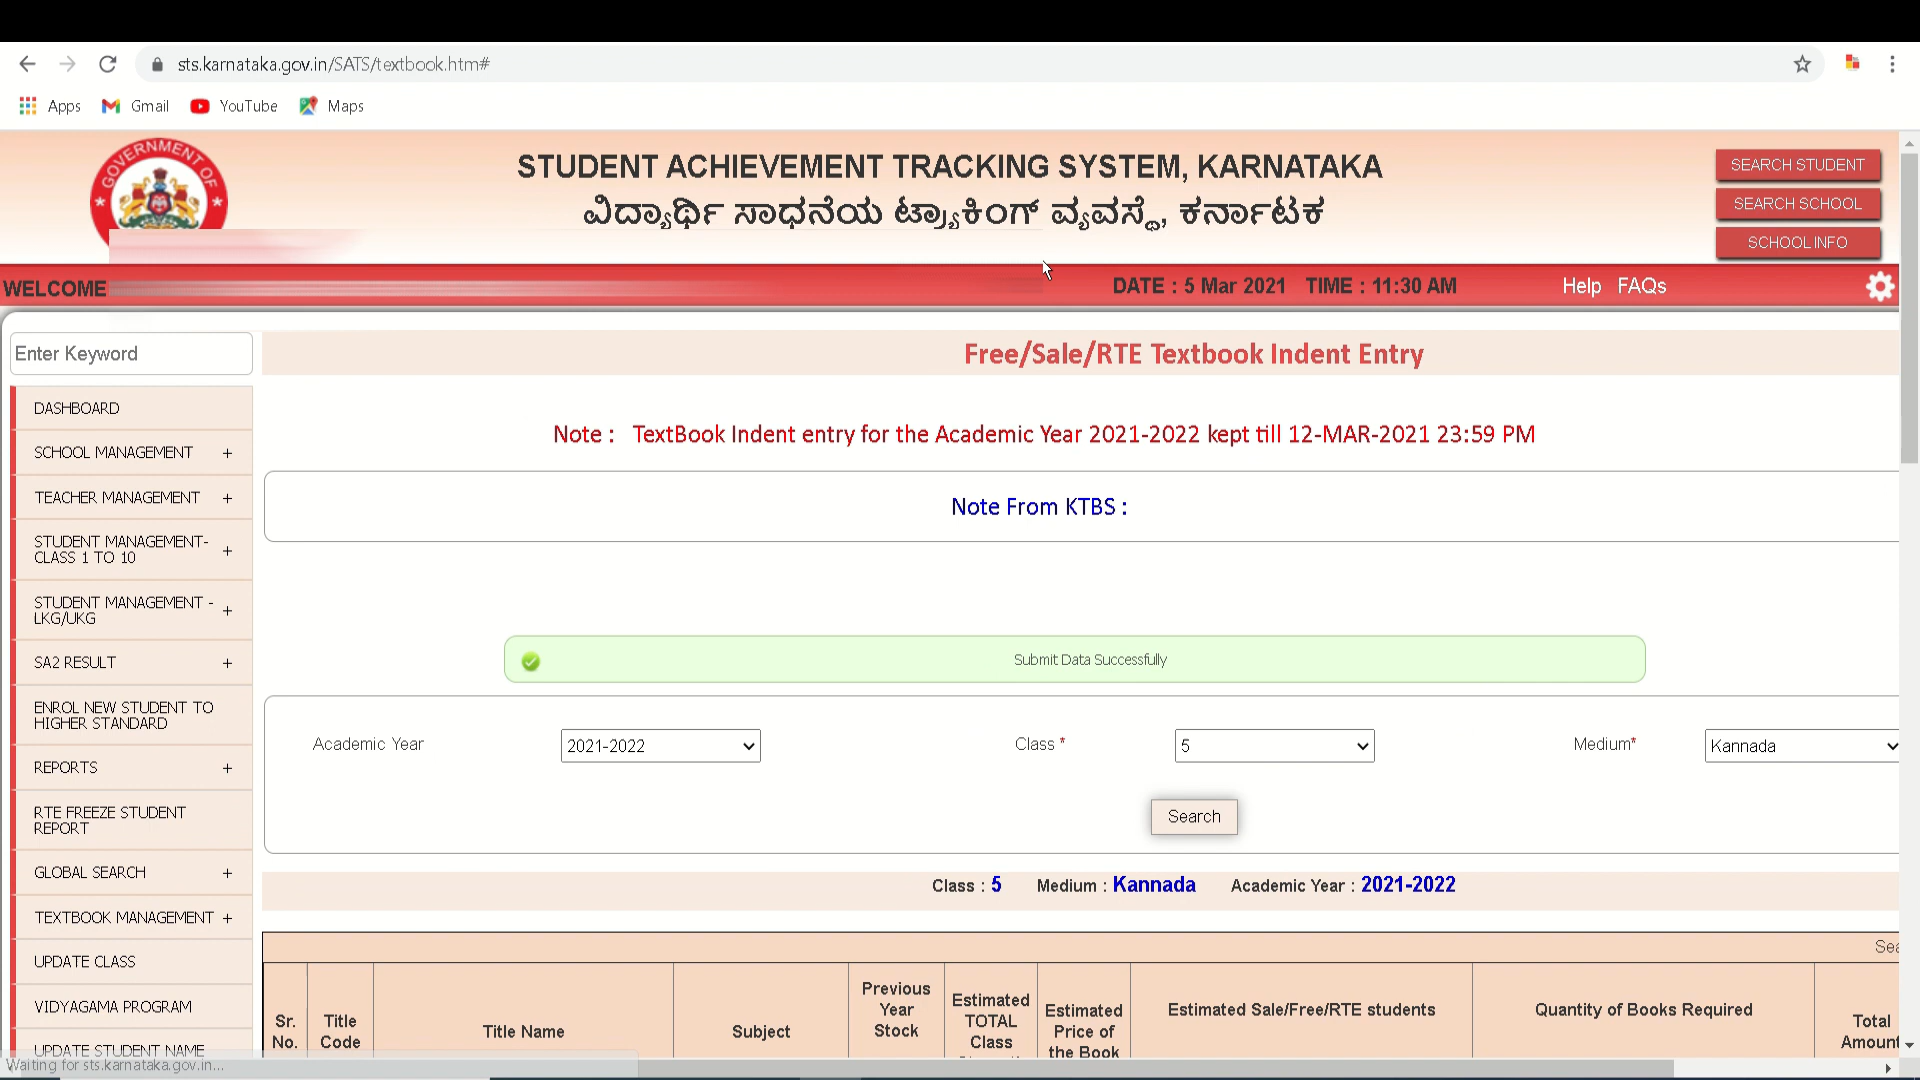 sts.karnataka.gov.in/SATS/textbook.htm#
Apps Gmail YouTube Maps
GOVERNMENT OF
STUDENT ACHIEVEMENT TRACKING SYSTEM, KARNATAKA
ವಿದ್ಯಾರ್ಥಿ ಸಾಧನೆಯ ಟ್ರ್ಯಾಕಿಂಗ್ ವ್ಯವಸ್ಥೆ, ಕರ್ನಾಟಕ
SEARCH STUDENT
SEARCH SCHOOL
SCHOOL INFO
WELCOME
DATE : 5 Mar 2021 TIME : 11:30 AM
Help FAQs
Enter Keyword
DASHBOARD
SCHOOL MANAGEMENT +
TEACHER MANAGEMENT +
STUDENT MANAGEMENT-
CLASS 1 TO 10 +
STUDENT MANAGEMENT -
LKG/UKG +
SA2 RESULT +
ENROL NEW STUDENT TO
HIGHER STANDARD
REPORTS +
RTE FREEZE STUDENT
REPORT
GLOBAL SEARCH +
TEXTBOOK MANAGEMENT +
UPDATE CLASS
VIDYAGAMA PROGRAM
UPDATE STUDENT NAME
Waiting for sts.karnataka.gov.in...
Free/Sale/RTE Textbook Indent Entry
Note : TextBook Indent entry for the Academic Year 2021-2022 kept till 12-MAR-2021 23:59 PM
Note From KTBS :
Submit Data Successfully
Academic Year 2021-2022 Class * 5 Medium* Kannada
Search
Class : 5 Medium : Kannada Academic Year : 2021-2022
Sr.
No.
Title
Code
Title Name
Subject
Previous
Year
Stock
Estimated
TOTAL
Class
Estimated
Price of
the Book
Estimated Sale/Free/RTE students
Quantity of Books Required
Total
Amount